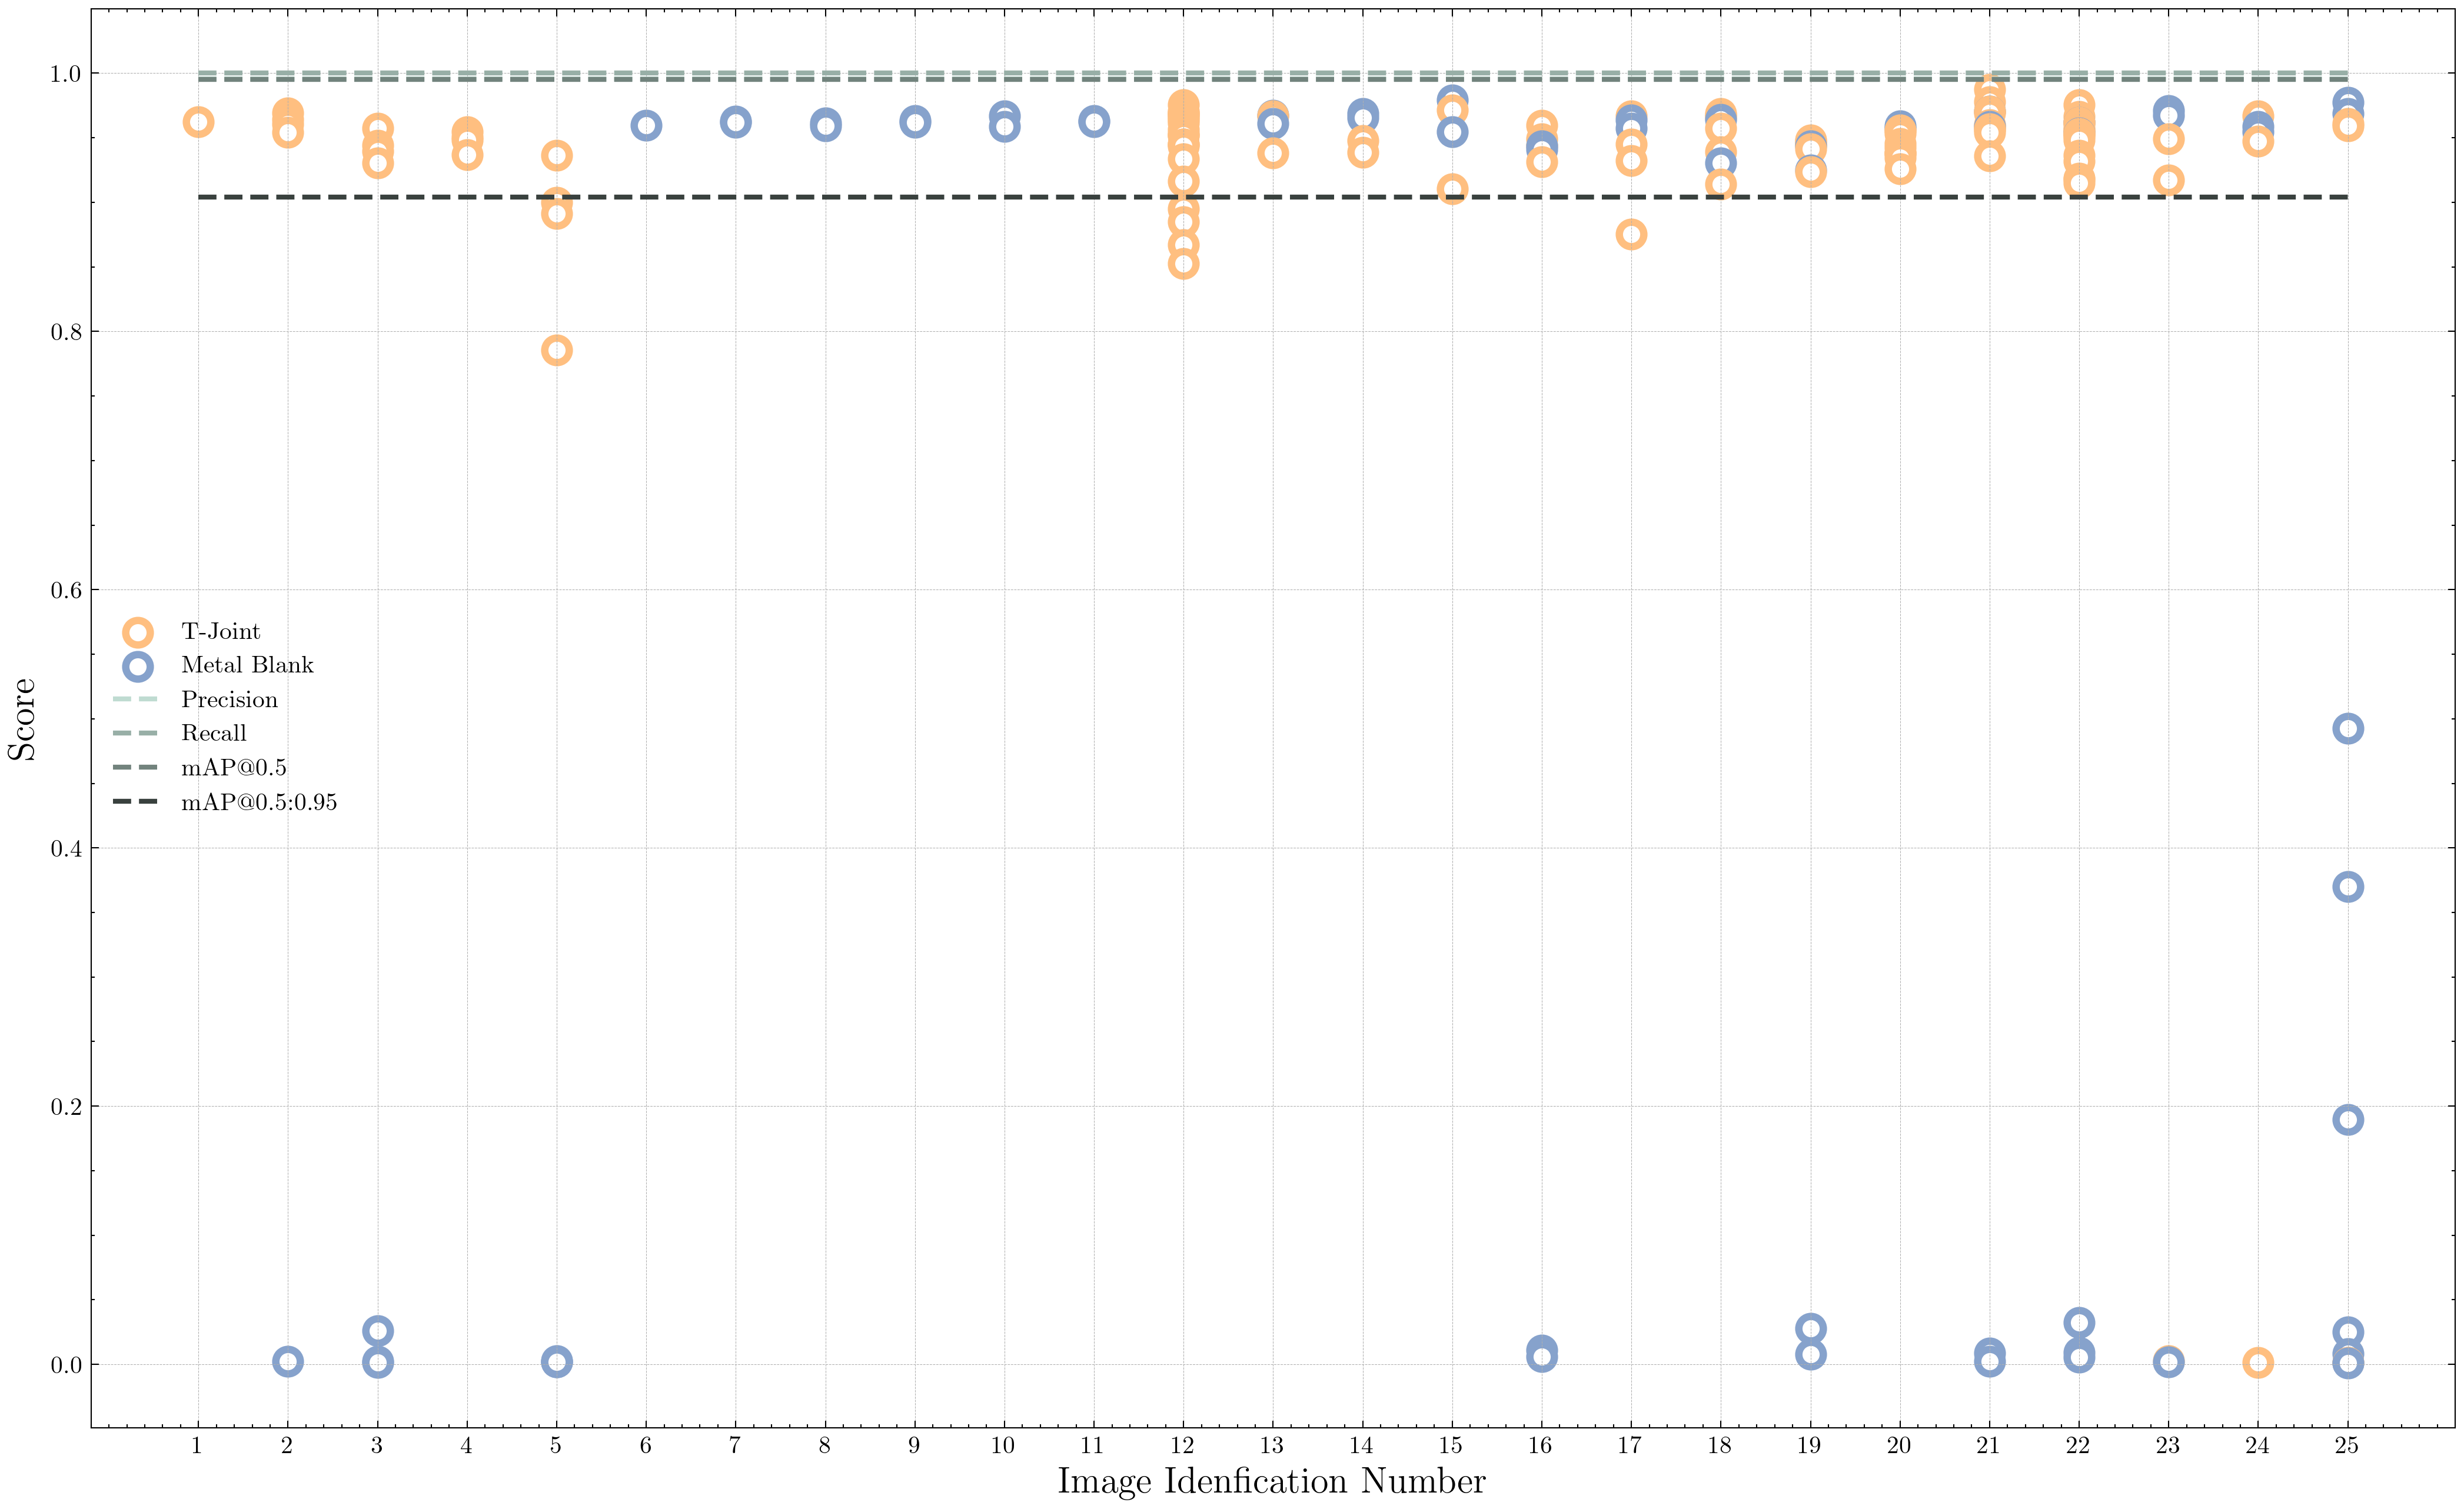 1.0
0.8
0.6
0.4
0.2
0.0
Score
T-Joint
Metal Blank
Precision
Recall
mAP@0.5
mAP@0.5:0.95
1 2 3 4 5 6 7 8 9 10 11 12 13 14 15 16 17 18 19 20 21 22 23 24 25
Image Idenfication Number